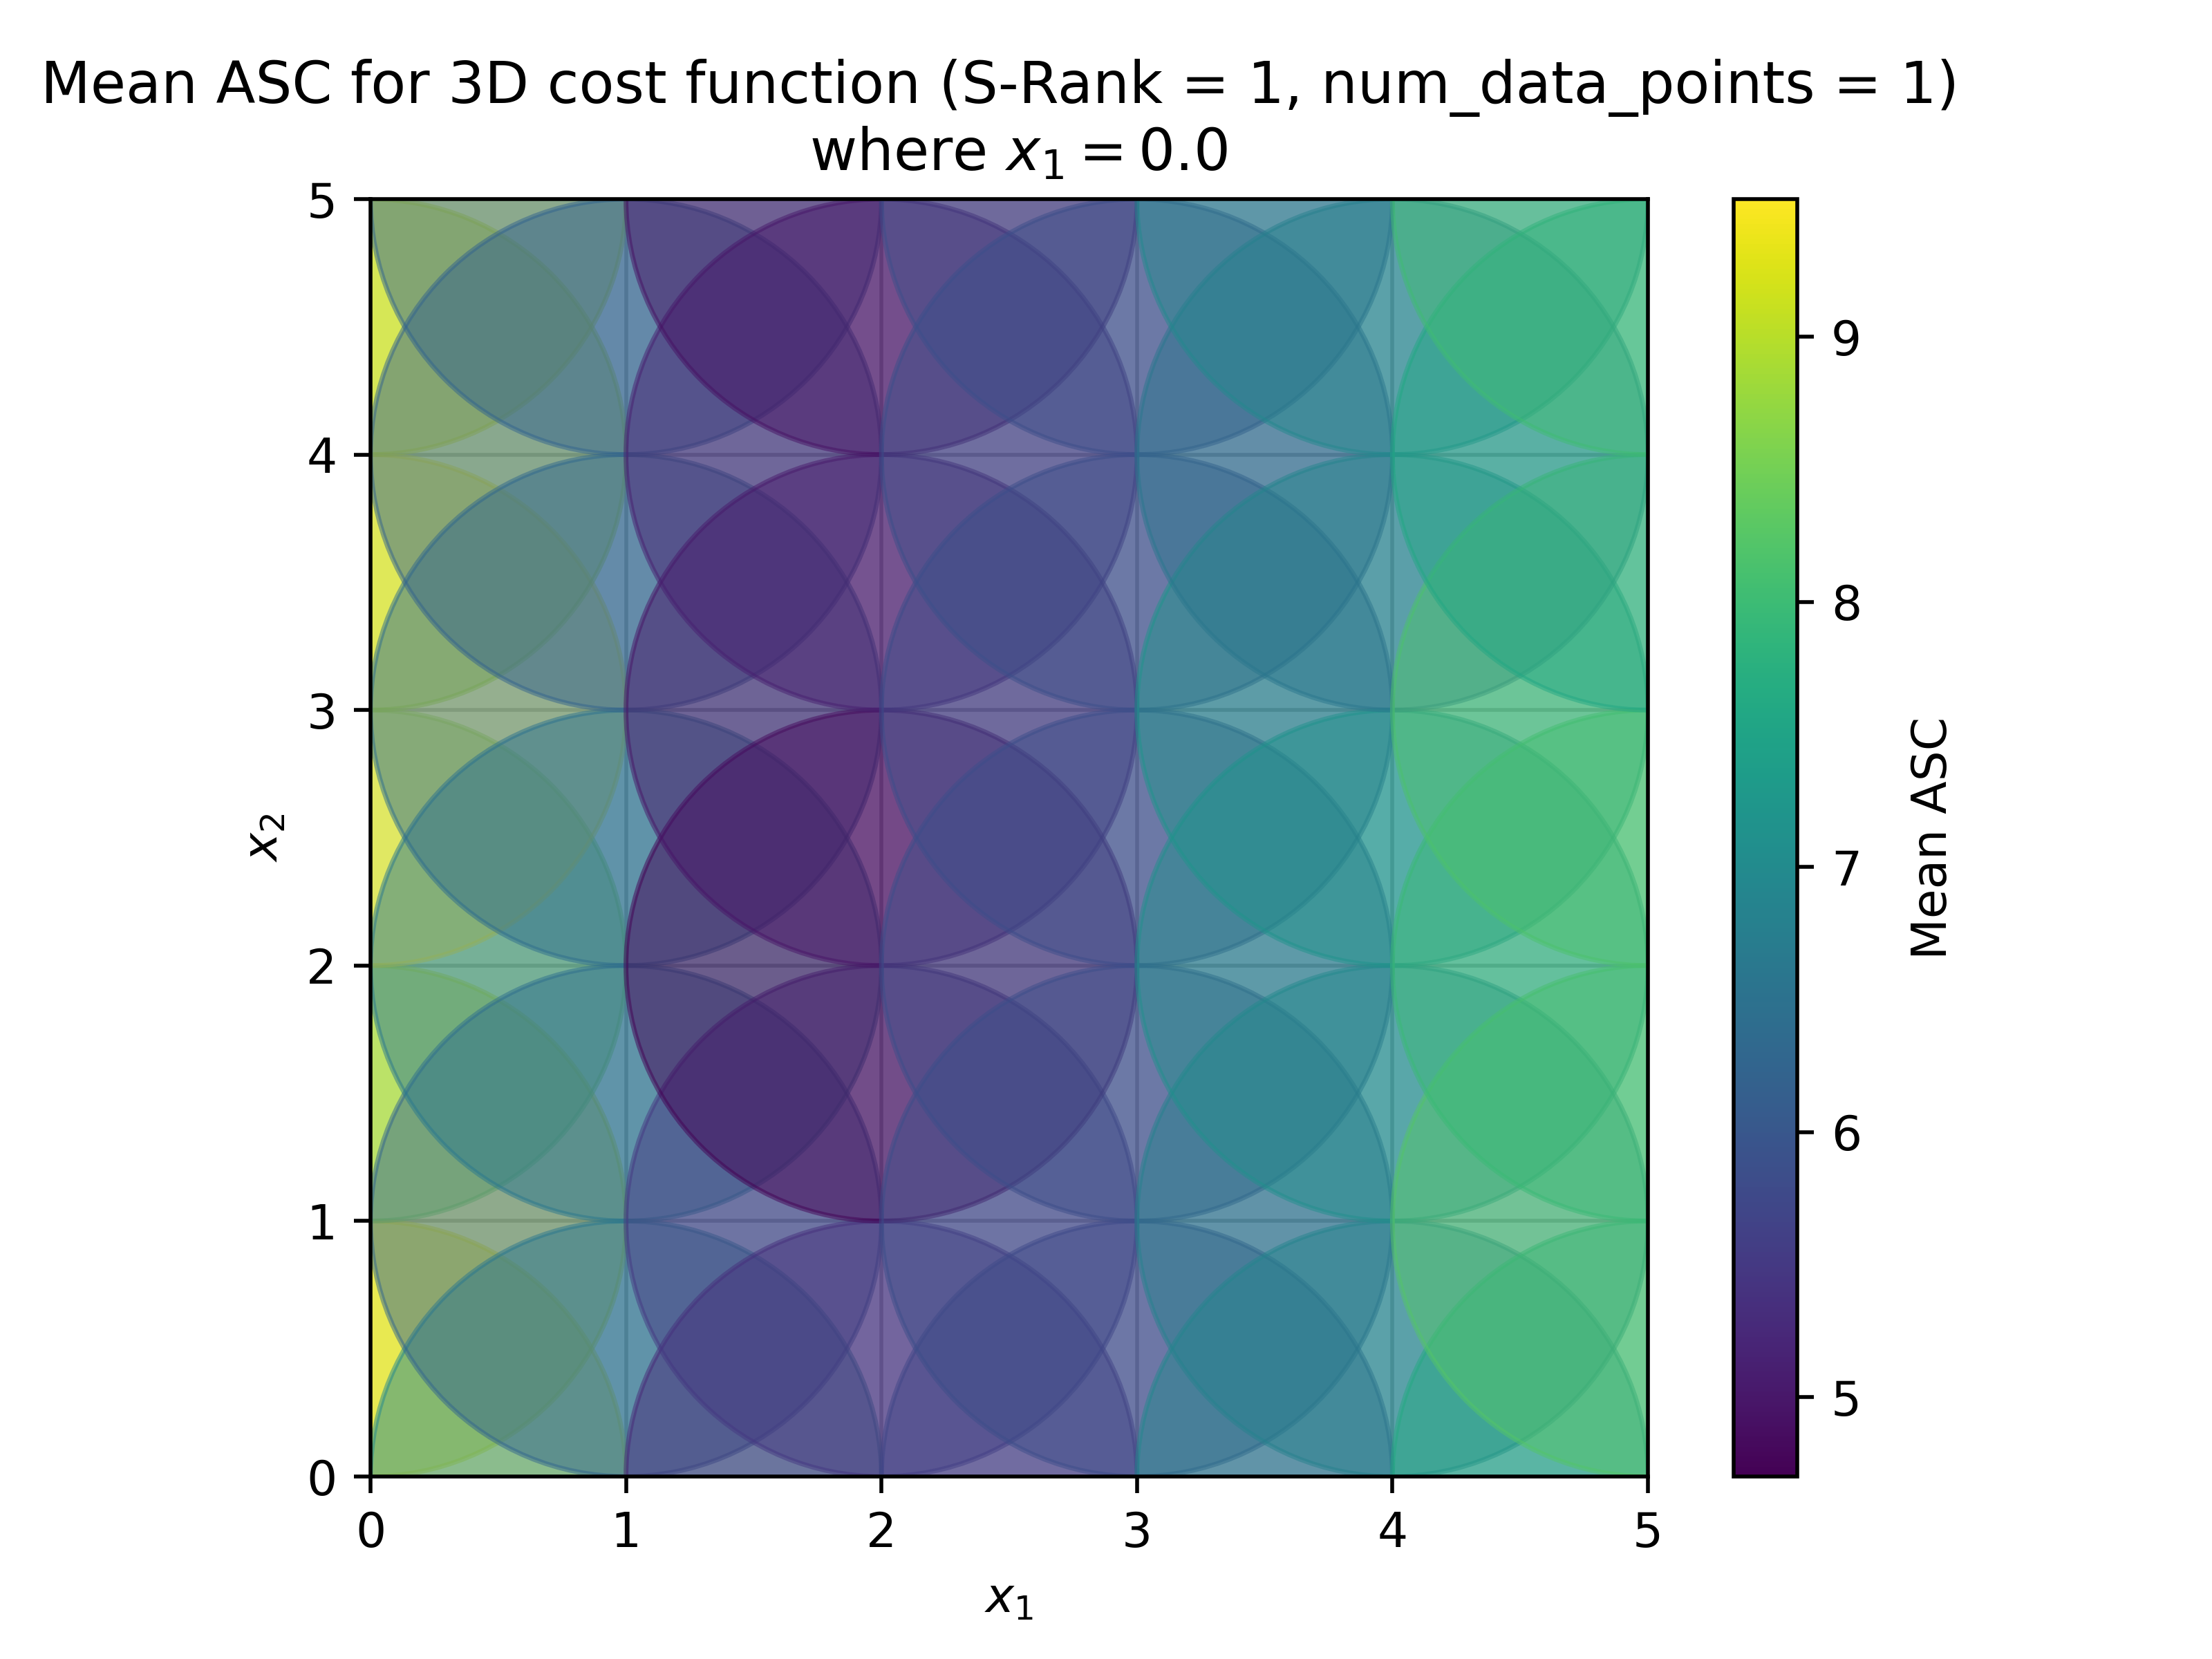 Mean ASC for 3D cost function (S-Rank = 1, num_data_points = 1)
where x₁ = 0.0
5
4
3
2
1
0
x₂
0 1 2 3 4 5
x₁
9
8
7
6
5
Mean ASC